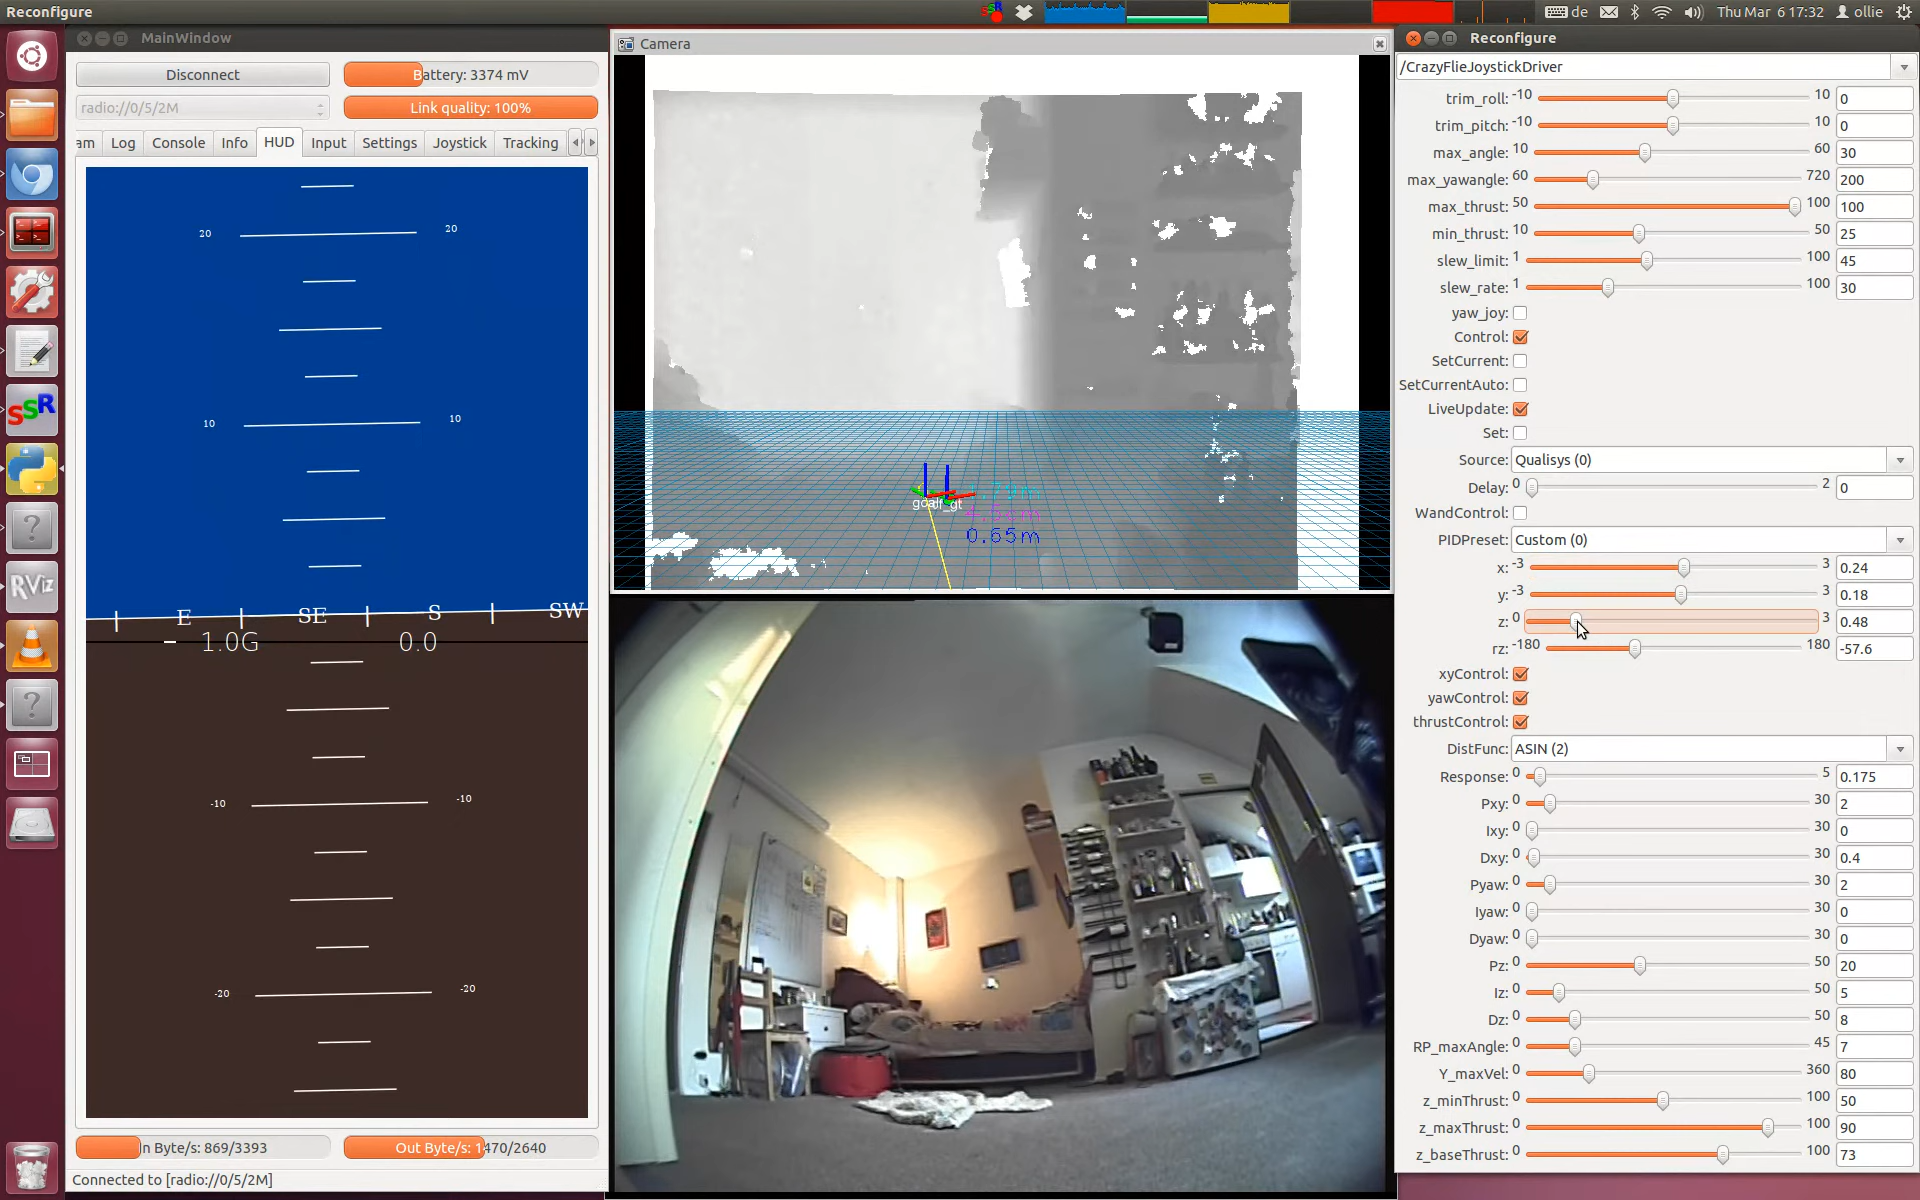 Reconfigure
de
Thu Mar 6 17:32
ollie
MainWindow
Disconnect
Battery: 3374 mV
radio://0/5/2M
Link quality: 100%
am
Log
Console
Info
HUD
Input
Settings
Joystick
Tracking
20
20
10
10
E
SE
S
SW
1.0G
0.0
-10
-10
-20
-20
n Byte/s: 869/3393
Out Byte/s: 1470/2640
Connected to [radio://0/5/2M]
SSR
RViz
Camera
0.65m
Reconfigure
/CrazyFlieJoystickDriver
trim_roll: -10 10 0
trim_pitch: -10 10 0
max_angle: 10 60 30
max_yawangle: 60 720 200
max_thrust: 50 100 100
min_thrust: 10 50 25
slew_limit: 1 100 45
slew_rate: 1 100 30
yaw_joy:
Control:
SetCurrent:
SetCurrentAuto:
LiveUpdate:
Set:
Source: Qualisys (0)
Delay: 0 2 0
WandControl:
PIDPreset: Custom (0)
x: -3 3 0.24
y: -3 3 0.18
z: 0 3 0.48
rz: -180 180 -57.6
xyControl:
yawControl:
thrustControl:
DistFunc: ASIN (2)
Response: 0 5 0.175
Pxy: 0 30 2
Ixy: 0 30 0
Dxy: 0 30 0.4
Pyaw: 0 30 2
Iyaw: 0 30 0
Dyaw: 0 30 0
Pz: 0 50 20
Iz: 0 50 5
Dz: 0 50 8
RP_maxAngle: 0 45 7
Y_maxVel: 0 360 80
z_minThrust: 0 100 50
z_maxThrust: 0 100 90
z_baseThrust: 0 100 73